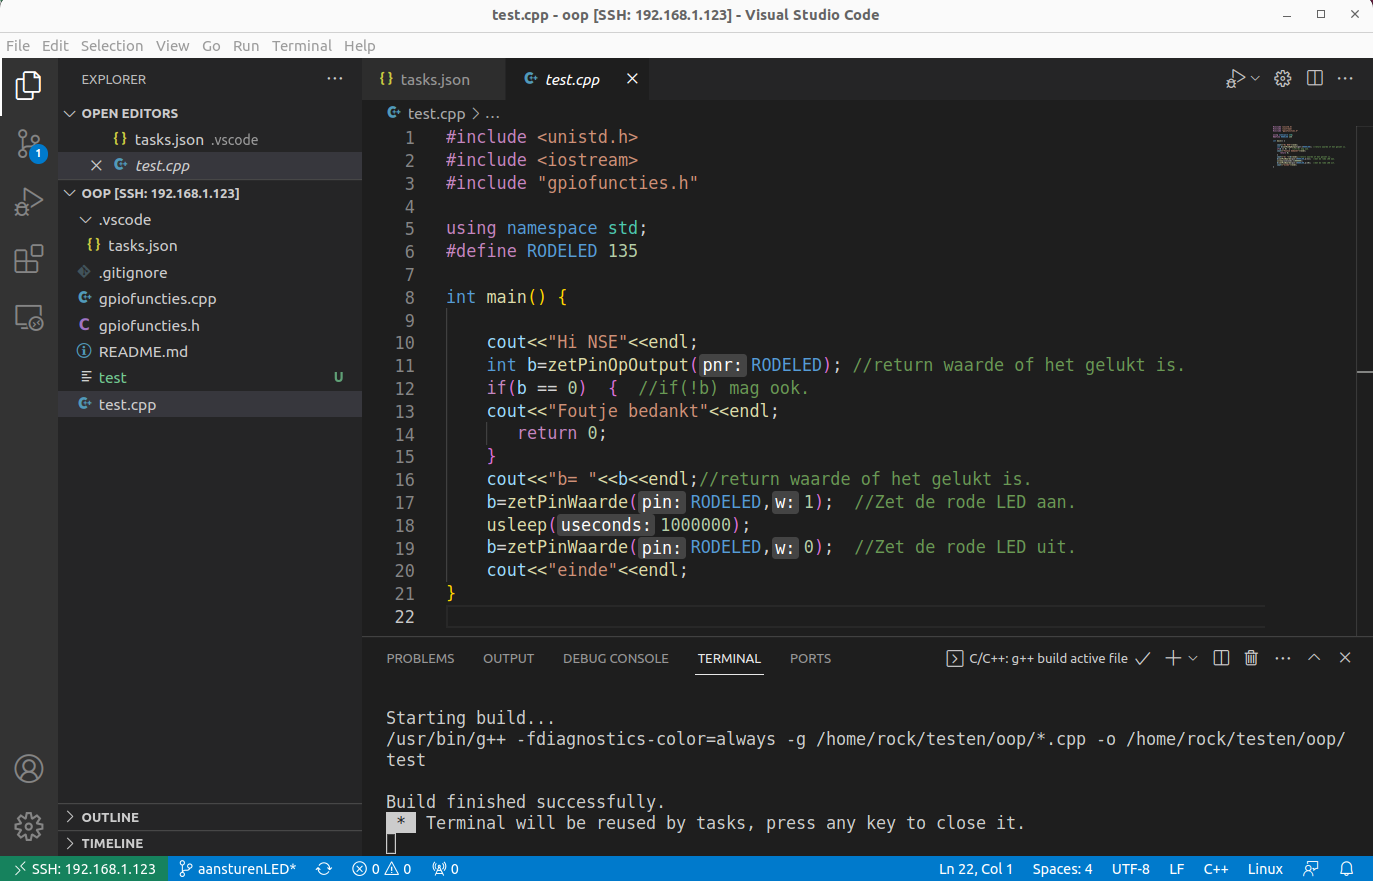 test.cpp - oop [SSH: 192.168.1.123] - Visual Studio Code
File Edit Selection View Go Run Terminal Help
EXPLORER
OPEN EDITORS
tasks.json .vscode
test.cpp
OOP [SSH: 192.168.1.123]
.vscode
tasks.json
.gitignore
gpiofuncties.cpp
gpiofuncties.h
README.md
test U
test.cpp
OUTLINE
TIMELINE
1
tasks.json test.cpp
test.cpp > ...
1 #include <unistd.h>
2 #include <iostream>
3 #include "gpiofuncties.h"
4
5 using namespace std;
6 #define RODELED 135
7
8 int main() {
9
10 cout<<"Hi NSE"<<endl;
11 int b=zetPinOpOutput(pnr: RODELED); //return waarde of het gelukt is.
12 if(b == 0) { //if(!b) mag ook.
13 cout<<"Foutje bedankt"<<endl;
14 return 0;
15 }
16 cout<<"b= "<<b<<endl;//return waarde of het gelukt is.
17 b=zetPinWaarde(pin: RODELED,w: 1); //Zet de rode LED aan.
18 usleep(useconds: 1000000);
19 b=zetPinWaarde(pin: RODELED,w: 0); //Zet de rode LED uit.
20 cout<<"einde"<<endl;
21 }
22
PROBLEMS OUTPUT DEBUG CONSOLE TERMINAL PORTS C/C++: g++ build active file
Starting build...
/usr/bin/g++ -fdiagnostics-color=always -g /home/rock/testen/oop/*.cpp -o /home/rock/testen/oop/
test
Build finished successfully.
* Terminal will be reused by tasks, press any key to close it.
SSH: 192.168.1.123 aansturenLED* 0 0 0 Ln 22, Col 1 Spaces: 4 UTF-8 LF C++ Linux